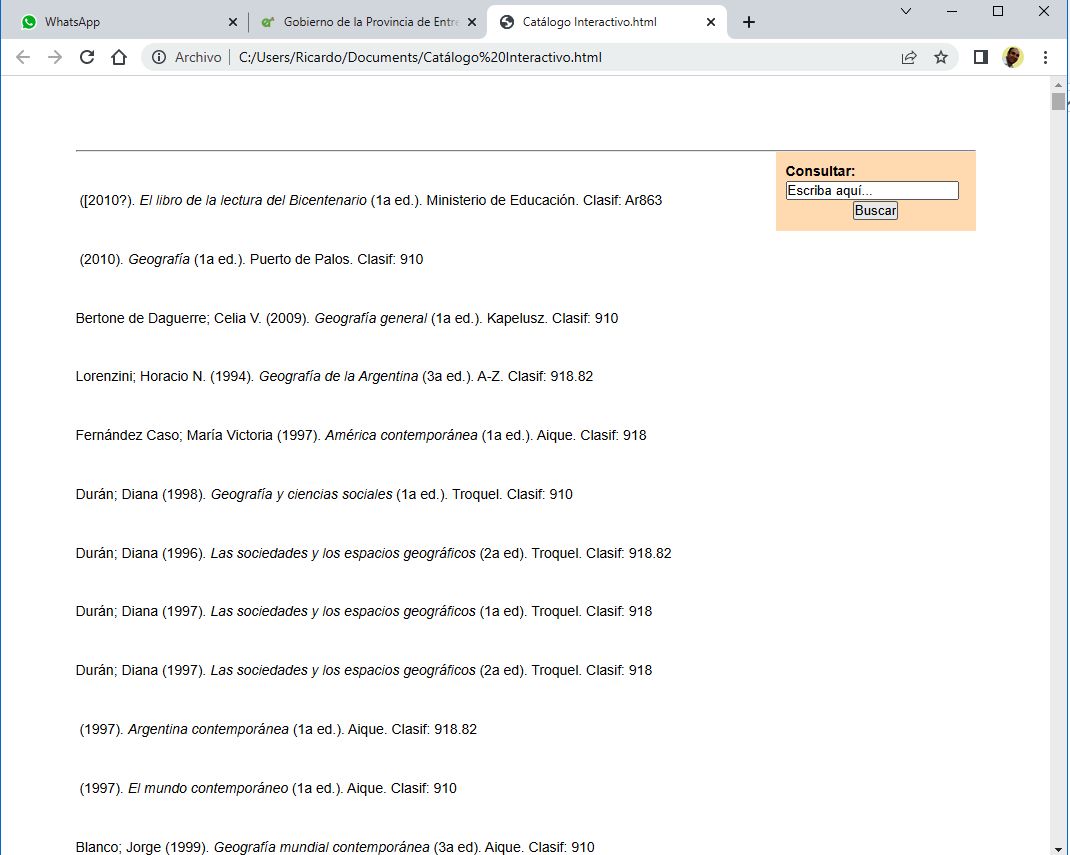 WhatsApp
Gobierno de la Provincia de Entre
Catálogo Interactivo.html
Archivo
C:/Users/Ricardo/Documents/Catálogo%20Interactivo.html
Consultar:
Escriba aquí...
Buscar
([2010?). El libro de la lectura del Bicentenario (1a ed.). Ministerio de Educación. Clasif: Ar863
(2010). Geografía (1a ed.). Puerto de Palos. Clasif: 910
Bertone de Daguerre; Celia V. (2009). Geografía general (1a ed.). Kapelusz. Clasif: 910
Lorenzini; Horacio N. (1994). Geografía de la Argentina (3a ed.). A-Z. Clasif: 918.82
Fernández Caso; María Victoria (1997). América contemporánea (1a ed.). Aique. Clasif: 918
Durán; Diana (1998). Geografía y ciencias sociales (1a ed.). Troquel. Clasif: 910
Durán; Diana (1996). Las sociedades y los espacios geográficos (2a ed). Troquel. Clasif: 918.82
Durán; Diana (1997). Las sociedades y los espacios geográficos (1a ed). Troquel. Clasif: 918
Durán; Diana (1997). Las sociedades y los espacios geográficos (2a ed). Troquel. Clasif: 918
(1997). Argentina contemporánea (1a ed.). Aique. Clasif: 918.82
(1997). El mundo contemporáneo (1a ed.). Aique. Clasif: 910
Blanco; Jorge (1999). Geografía mundial contemporánea (3a ed). Aique. Clasif: 910